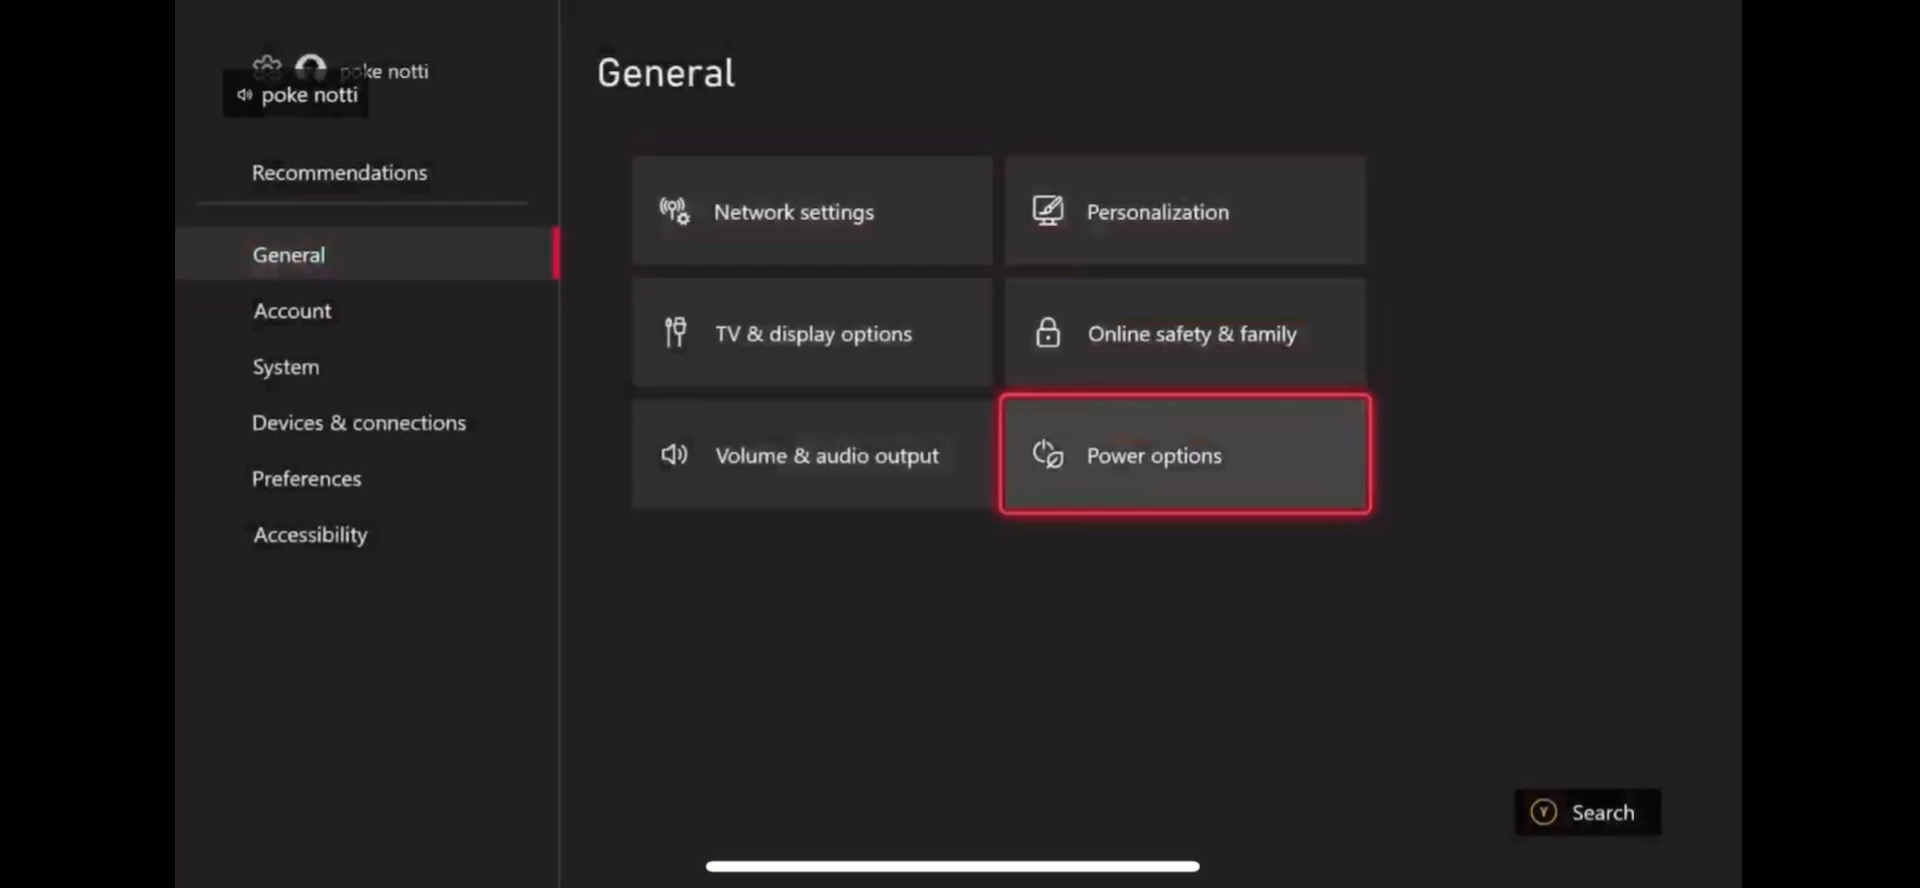 poke notti
poke notti
Recommendations
General
Account
System
Devices & connections
Preferences
Accessibility
General
Network settings
Personalization
TV & display options
Online safety & family
Volume & audio output
Power options
Y Search